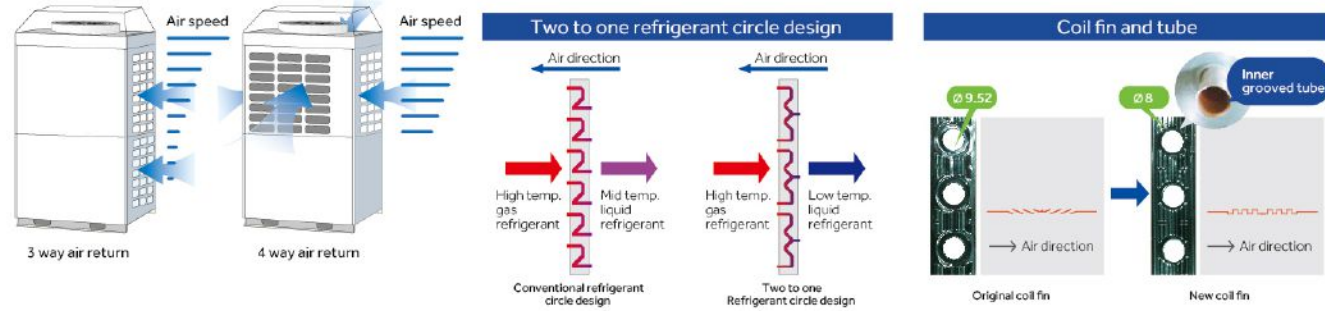 Air speed
Air speed
3 way air return
4 way air return
Two to one refrigerant circle design
Air direction
Air direction
High temp.
gas
refrigerant
Mid temp.
liquid
refrigerant
High temp.
gas
refrigerant
Low temp.
liquid
refrigerant
Conventional refrigerant
circle design
Two to one
Refrigerant circle design
Coil fin and tube
Ø 9.52
Ø 8
Inner
grooved tube
Air direction
Air direction
Original coil fin
New coil fin